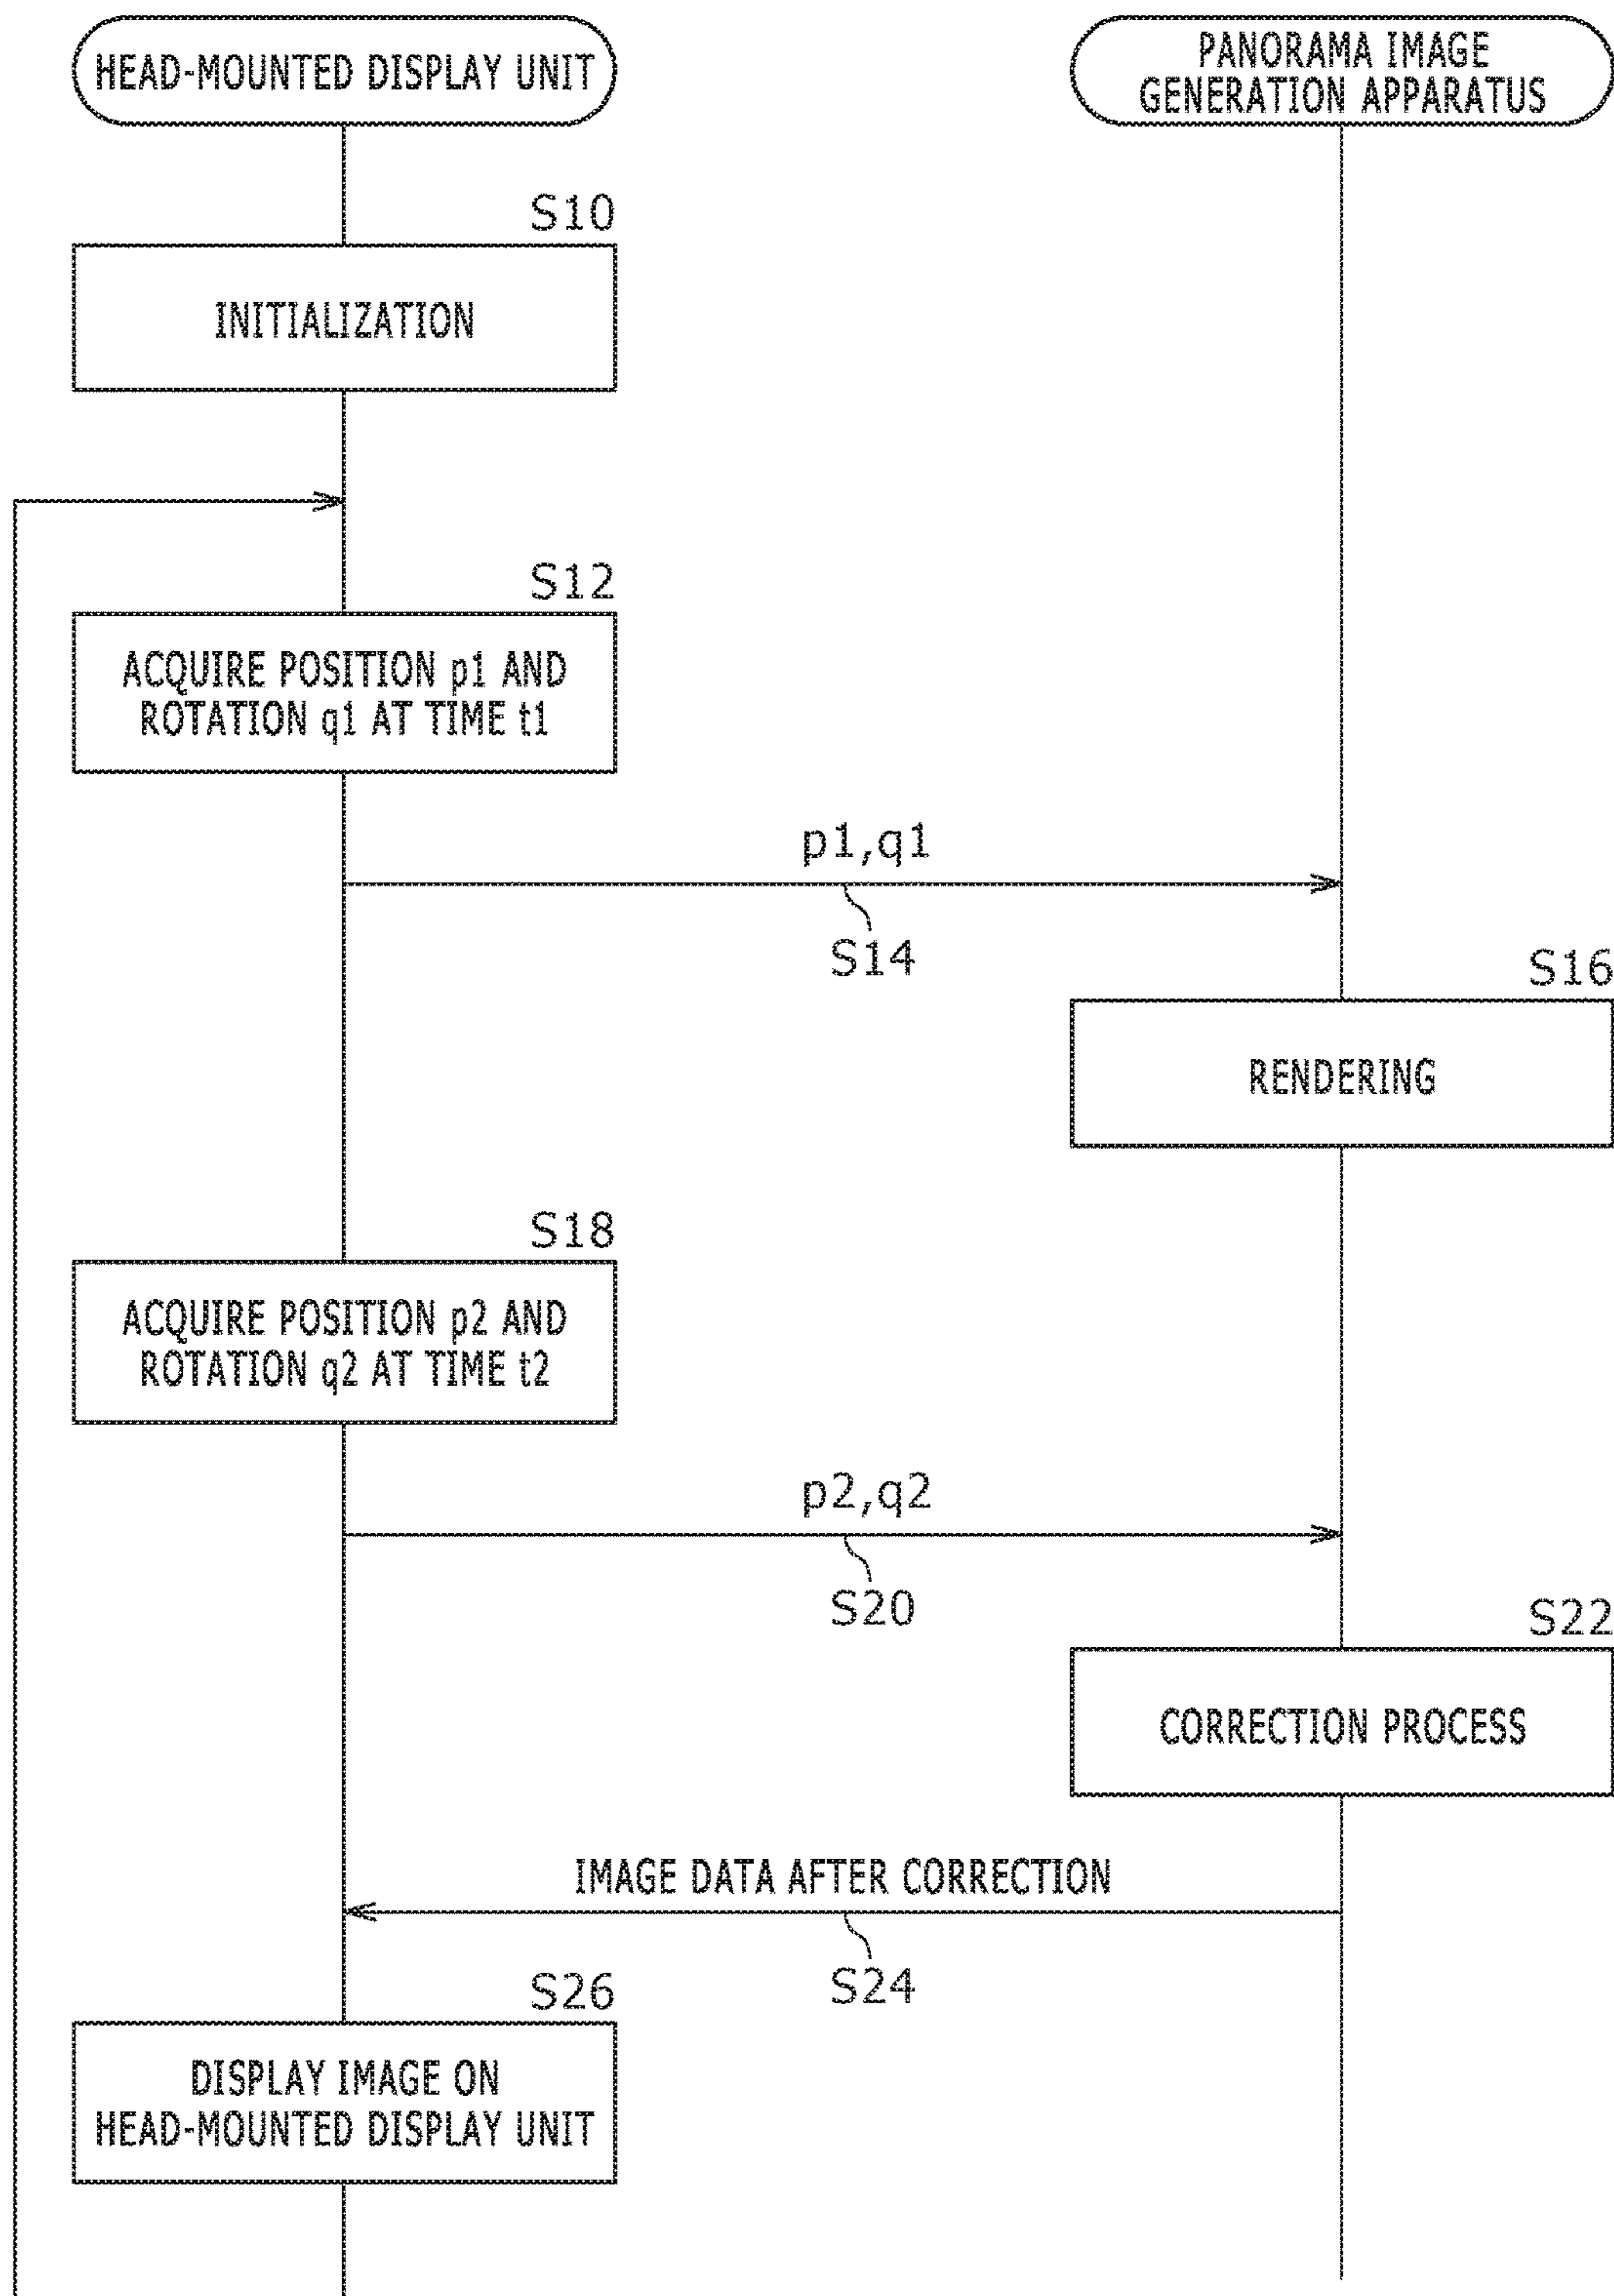 HEAD-MOUNTED DISPLAY UNIT
PANORAMA IMAGE
GENERATION APPARATUS
S10
INITIALIZATION
S12
ACQUIRE POSITION p1 AND
ROTATION q1 AT TIME t1
p1,q1
S14
S16
RENDERING
S18
ACQUIRE POSITION p2 AND
ROTATION q2 AT TIME t2
p2,q2
S20
S22
CORRECTION PROCESS
IMAGE DATA AFTER CORRECTION
S24
S26
DISPLAY IMAGE ON
HEAD-MOUNTED DISPLAY UNIT